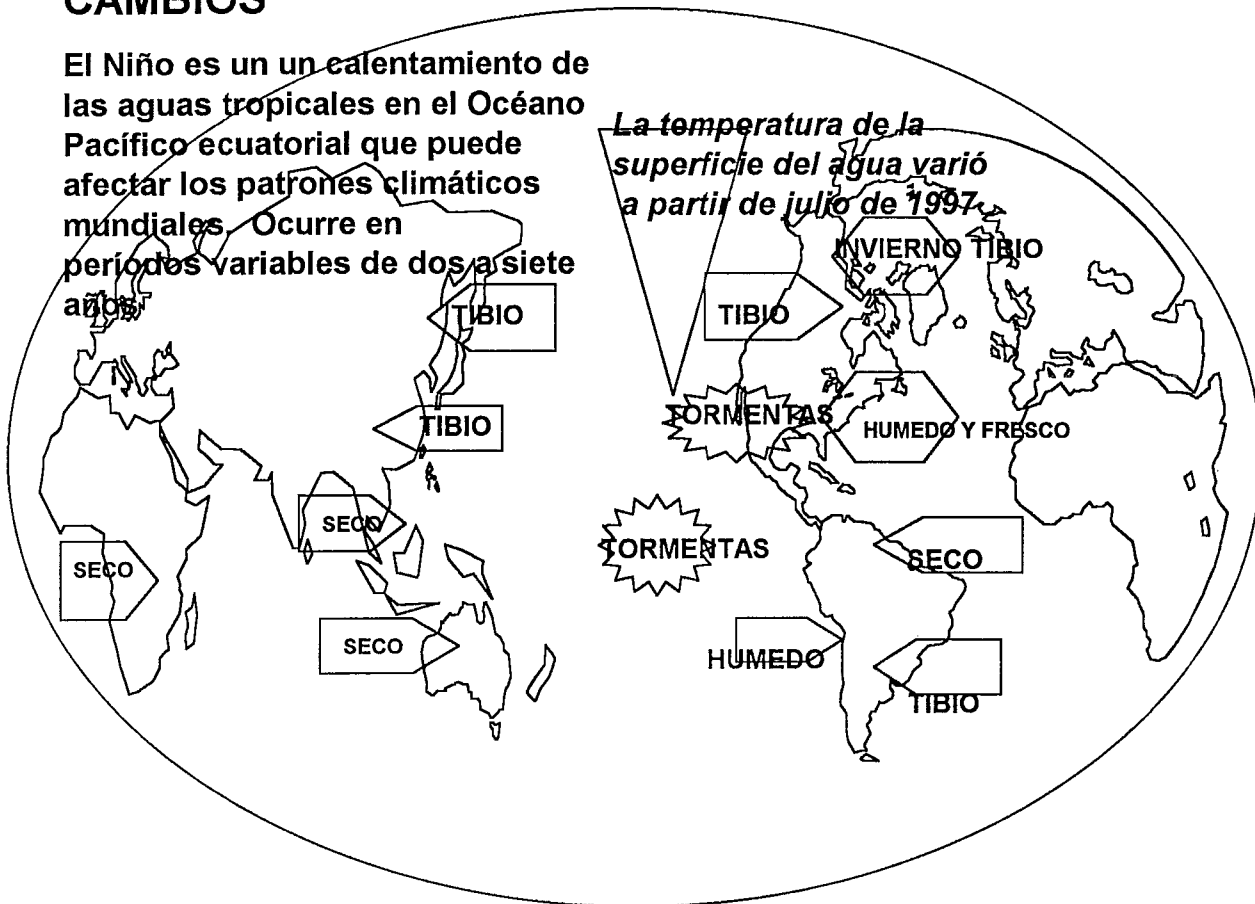 CAMBIOS
El Niño es un un calentamiento de
las aguas tropicales en el Océano
Pacífico ecuatorial que puede
afectar los patrones climáticos
mundiales. Ocurre en
períodos variables de dos a siete
años.
La temperatura de la
superficie del agua varió
a partir de julio de 1997
INVIERNO TIBIO
TIBIO
TIBIO
TORMENTAS
TIBIO
HUMEDO Y FRESCO
SECO
TORMENTAS
SECO
SECO
SECO
HUMEDO
TIBIO